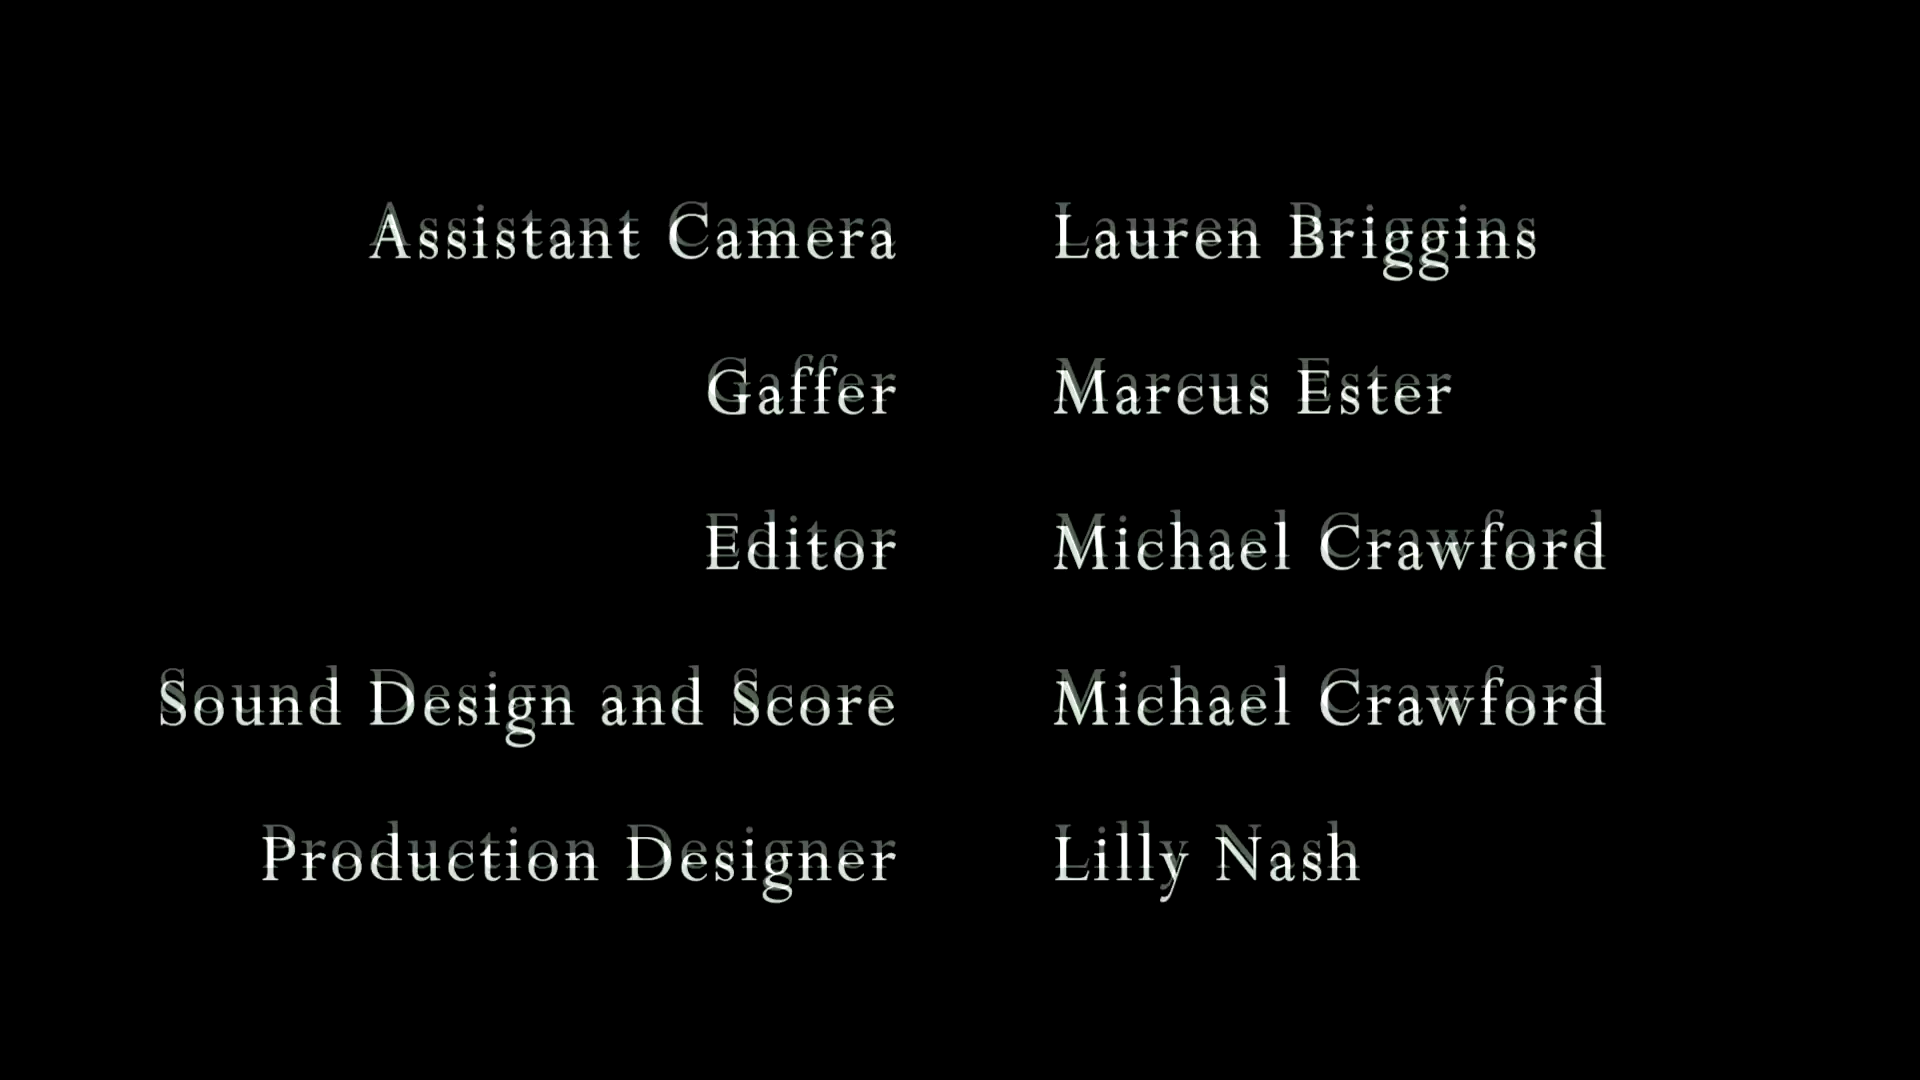 Assistant Camera Lauren Briggins
Gaffer Marcus Ester
Editor Michael Crawford
Sound Design and Score Michael Crawford
Production Designer Lilly Nash